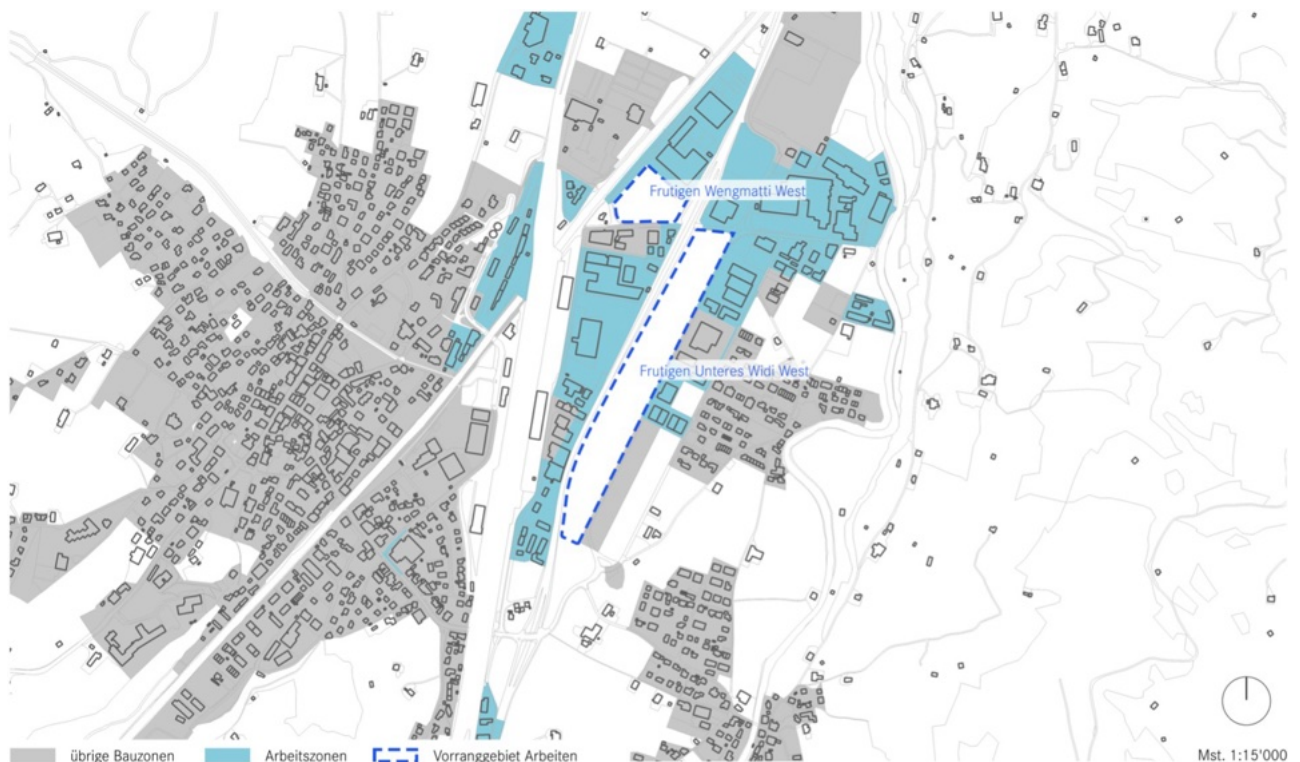 Frutigen Wengmatti West
Frutigen Unteres Widi West
übrige Bauzonen
Arbeitszonen
Vorranggebiet Arbeiten
Mst. 1:15'000